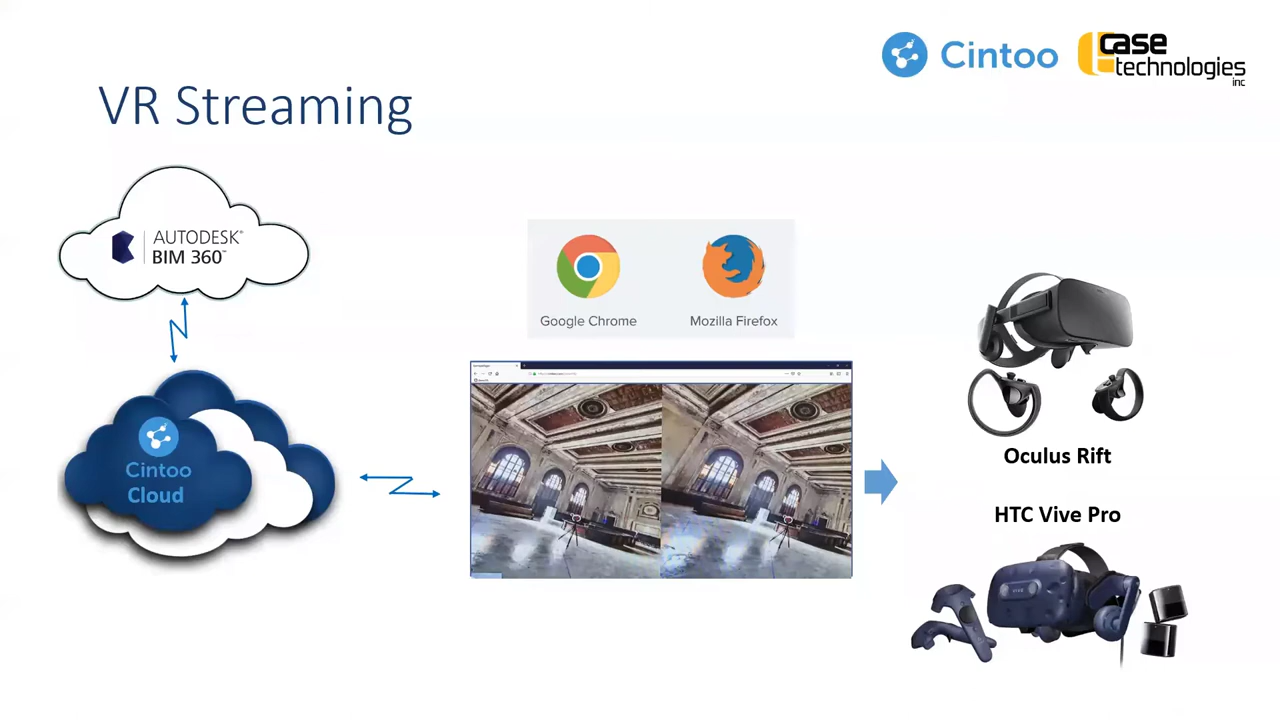 Cintoo
case
technologies
inc
VR Streaming
AUTODESK®
BIM 360™
Google Chrome
Mozilla Firefox
Cintoo
Cloud
Oculus Rift
HTC Vive Pro
VIVE